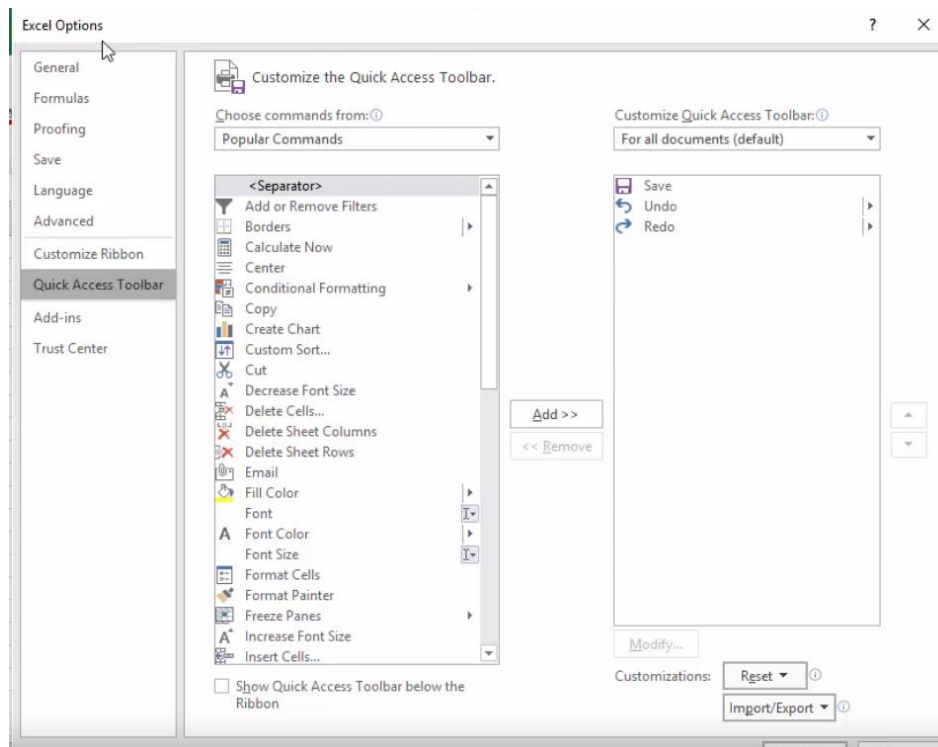 Excel Options
?
General
Formulas
Proofing
Save
Language
Advanced
Customize Ribbon
Quick Access Toolbar
Add-ins
Trust Center
Customize the Quick Access Toolbar.
Choose commands from:
Popular Commands
<Separator>
Add or Remove Filters
Borders
Calculate Now
Center
Conditional Formatting
Copy
Create Chart
Custom Sort...
Cut
Decrease Font Size
Delete Cells...
Delete Sheet Columns
Delete Sheet Rows
Email
Fill Color
Font
Font Color
Font Size
Format Cells
Format Painter
Freeze Panes
Increase Font Size
Insert Cells...
Show Quick Access Toolbar below the
Ribbon
Add >>
<< Remove
Customize Quick Access Toolbar:
For all documents (default)
Save
Undo
Redo
Modify...
Customizations:
Reset
Import/Export